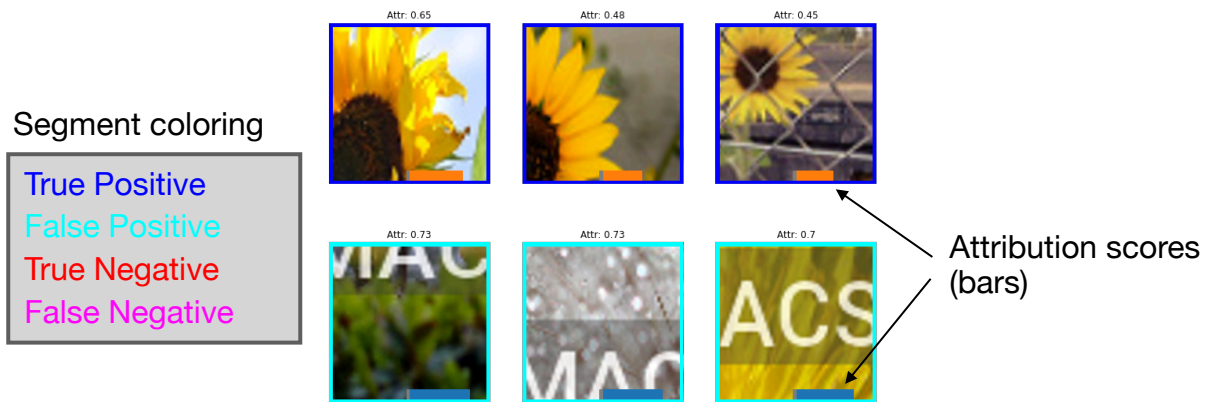 Attr: 0.65
Attr: 0.48
Attr: 0.45
Segment coloring
True Positive
False Positive
True Negative
False Negative
Attr: 0.73
Attr: 0.73
Attr: 0.7
MAC
MAC
ACS
Attribution scores
(bars)